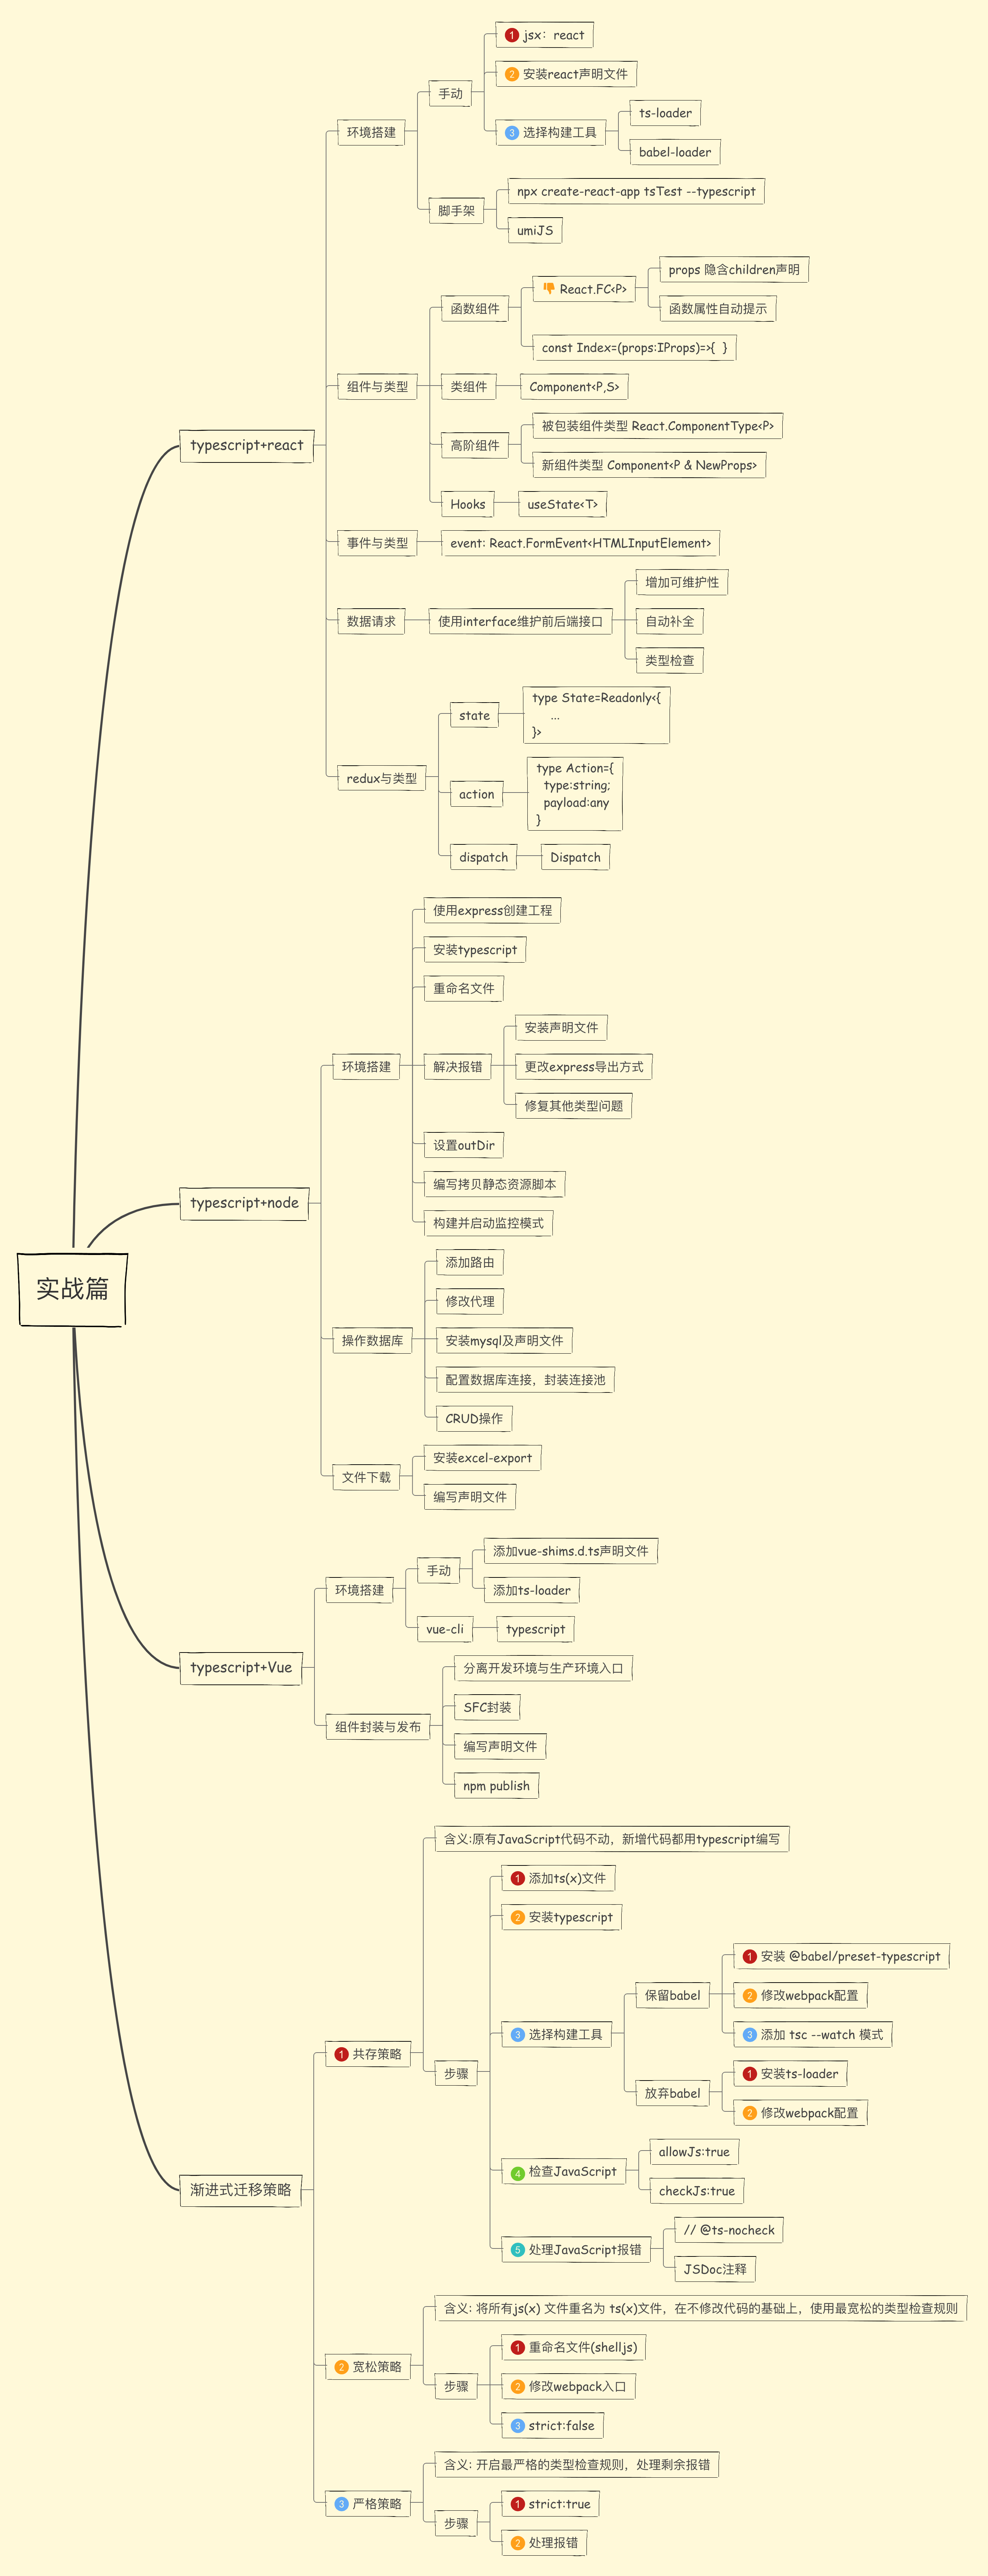 实战篇
typescript+react
环境搭建
手动
1 jsx：react
2 安装react声明文件
3 选择构建工具
ts-loader
babel-loader
脚手架
npx create-react-app tsTest --typescript
umiJS
组件与类型
函数组件
React.FC<P>
props 隐含children声明
函数属性自动提示
const Index=(props:IProps)=>{ }
类组件
Component<P,S>
高阶组件
被包装组件类型 React.ComponentType<P>
新组件类型 Component<P & NewProps>
Hooks
useState<T>
事件与类型
event: React.FormEvent<HTMLInputElement>
数据请求
使用interface维护前后端接口
增加可维护性
自动补全
类型检查
redux与类型
state
type State=Readonly<{
...
}>
action
type Action={
type:string;
payload:any
}
dispatch
Dispatch
typescript+node
环境搭建
使用express创建工程
安装typescript
重命名文件
解决报错
安装声明文件
更改express导出方式
修复其他类型问题
设置outDir
编写拷贝静态资源脚本
构建并启动监控模式
操作数据库
添加路由
修改代理
安装mysql及声明文件
配置数据库连接，封装连接池
CRUD操作
文件下载
安装excel-export
编写声明文件
typescript+Vue
环境搭建
手动
添加vue-shims.d.ts声明文件
添加ts-loader
vue-cli
typescript
组件封装与发布
分离开发环境与生产环境入口
SFC封装
编写声明文件
npm publish
渐进式迁移策略
1 共存策略
含义:原有JavaScript代码不动，新增代码都用typescript编写
步骤
1 添加ts(x)文件
2 安装typescript
3 选择构建工具
保留babel
1 安装 @babel/preset-typescript
2 修改webpack配置
3 添加 tsc --watch 模式
放弃babel
1 安装ts-loader
2 修改webpack配置
4 检查JavaScript
allowJs:true
checkJs:true
5 处理JavaScript报错
// @ts-nocheck
JSDoc注释
2 宽松策略
含义: 将所有js(x) 文件重名为 ts(x)文件，在不修改代码的基础上，使用最宽松的类型检查规则
步骤
1 重命名文件(shelljs)
2 修改webpack入口
3 strict:false
3 严格策略
含义: 开启最严格的类型检查规则，处理剩余报错
步骤
1 strict:true
2 处理报错